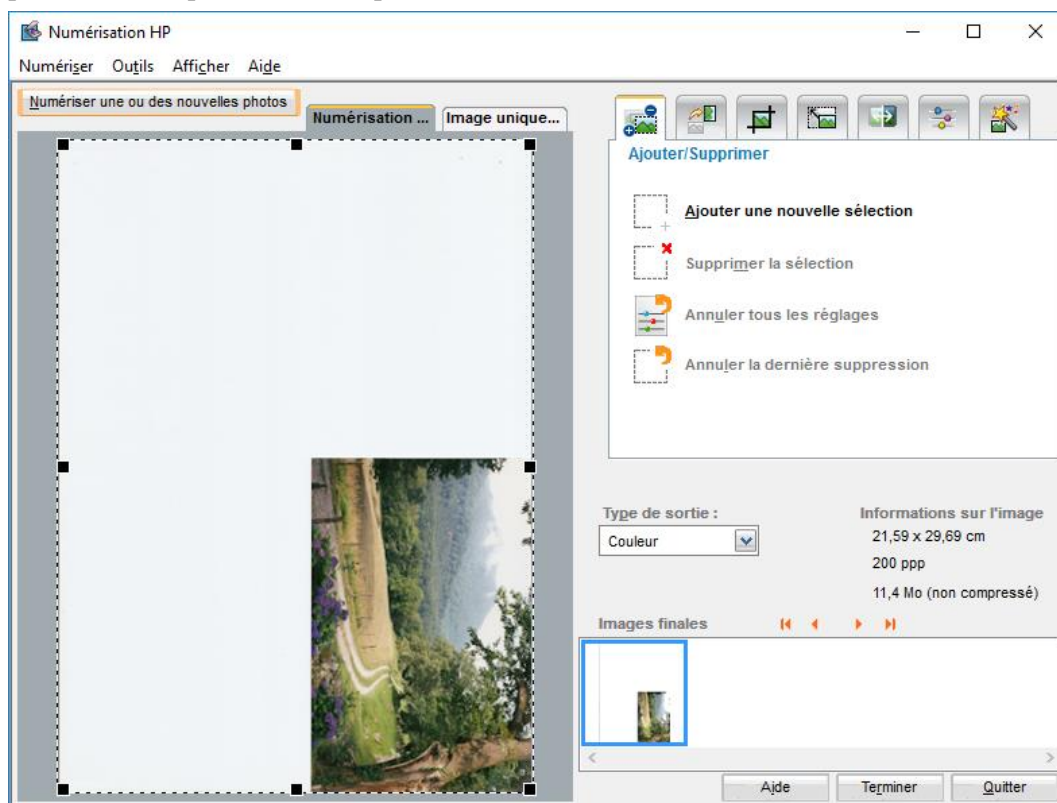 Numérisation HP
Numériser Outils Afficher Aide
Numériser une ou des nouvelles photos
Numérisation ... Image unique...
Ajouter/Supprimer
Ajouter une nouvelle sélection
Supprimer la sélection
Annuler tous les réglages
Annuler la dernière suppression
Type de sortie :
Couleur
Informations sur l'image
21,59 x 29,69 cm
200 ppp
11,4 Mo (non compressé)
Images finales
Aide Terminer Quitter